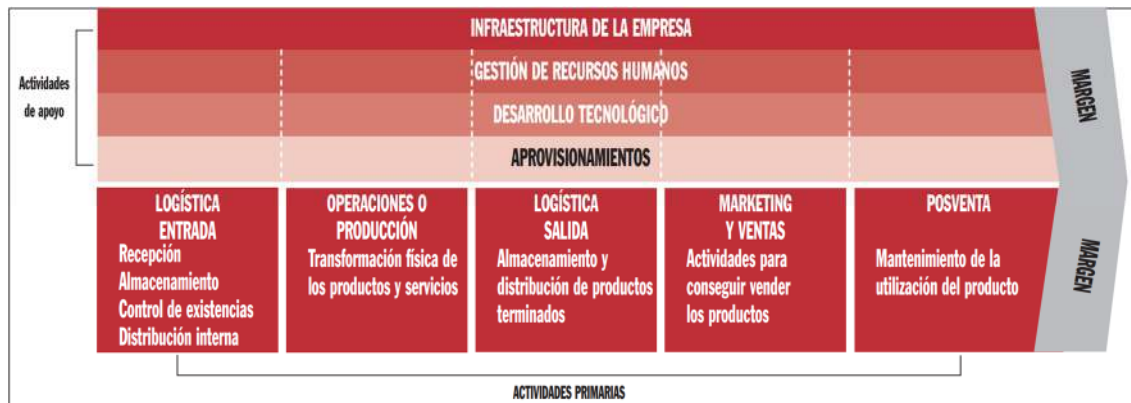 INFRAESTRUCTURA DE LA EMPRESA
Actividades
de apoyo
GESTIÓN DE RECURSOS HUMANOS
DESARROLLO TECNOLÓGICO
APROVISIONAMIENTOS
MARGEN
LOGÍSTICA
ENTRADA
Recepción
Almacenamiento
Control de existencias
Distribución interna
OPERACIONES O
PRODUCCIÓN
Transformación física de
los productos y servicios
LOGÍSTICA
SALIDA
Almacenamiento y
distribución de productos
terminados
MARKETING
Y VENTAS
Actividades para
conseguir vender
los productos
POSVENTA
Mantenimiento de la
utilización del producto
MARGEN
ACTIVIDADES PRIMARIAS